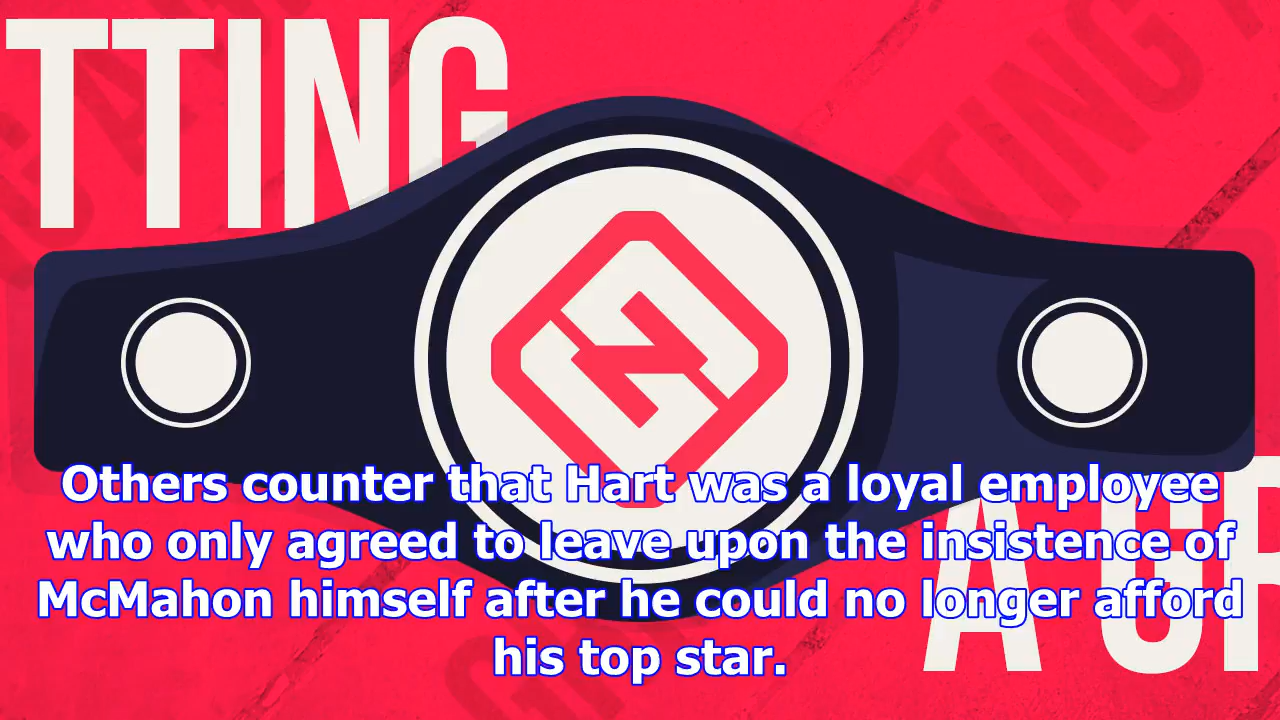 TTING
Others counter that Hart was a loyal employee
who only agreed to leave upon the insistence of
McMahon himself after he could no longer afford
his top star.
A GR